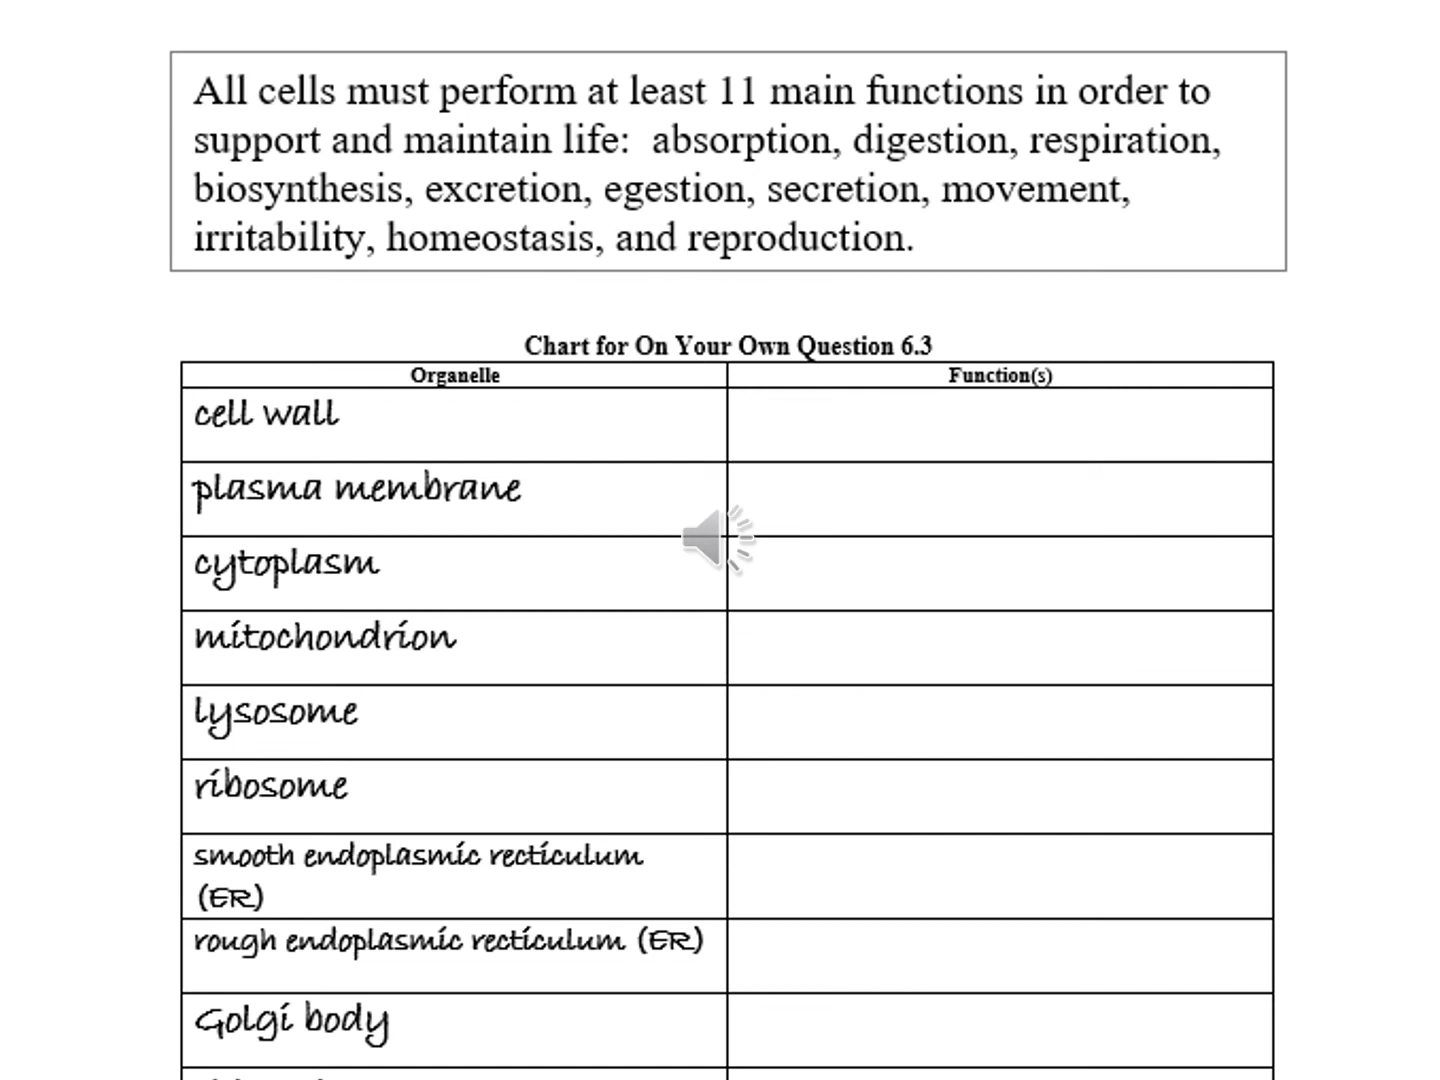 All cells must perform at least 11 main functions in order to
support and maintain life:  absorption, digestion, respiration,
biosynthesis, excretion, egestion, secretion, movement,
irritability, homeostasis, and reproduction.
Chart for On Your Own Question 6.3
Organelle Function(s)
cell wall
plasma membrane
cytoplasm
mitochondrion
lysosome
ribosome
smooth endoplasmic recticulum
(ER)
rough endoplasmic recticulum (ER)
Golgi body